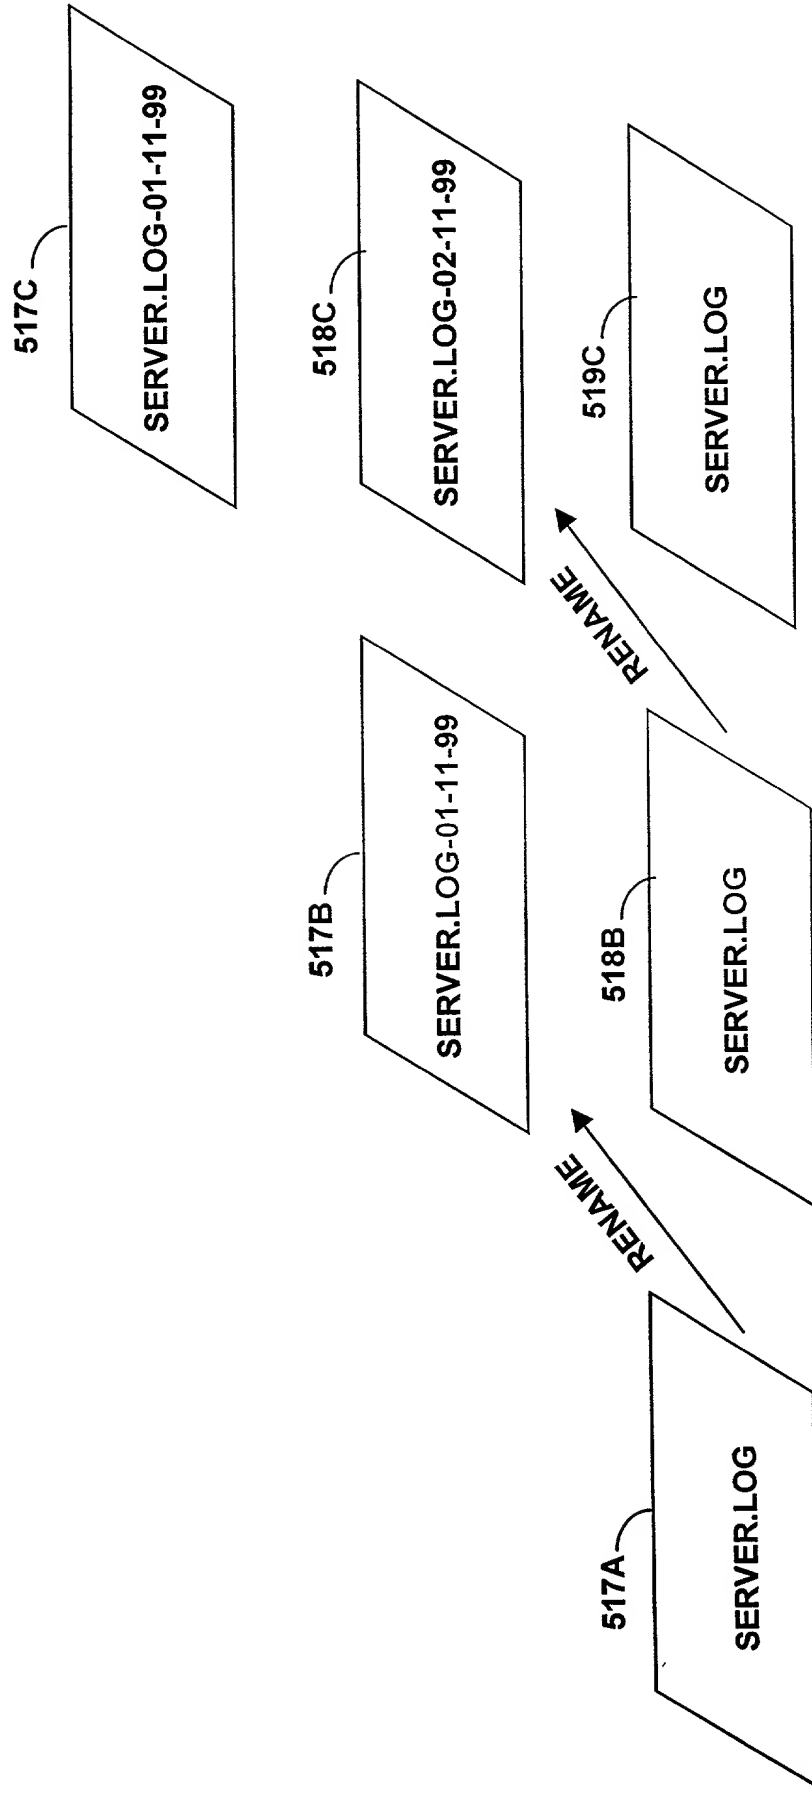 517C
SERVER.LOG-01-11-99
517B
SERVER.LOG-01-11-99
518C
SERVER.LOG-02-11-99
RENAME
RENAME
517A
SERVER.LOG
518B
SERVER.LOG
519C
SERVER.LOG